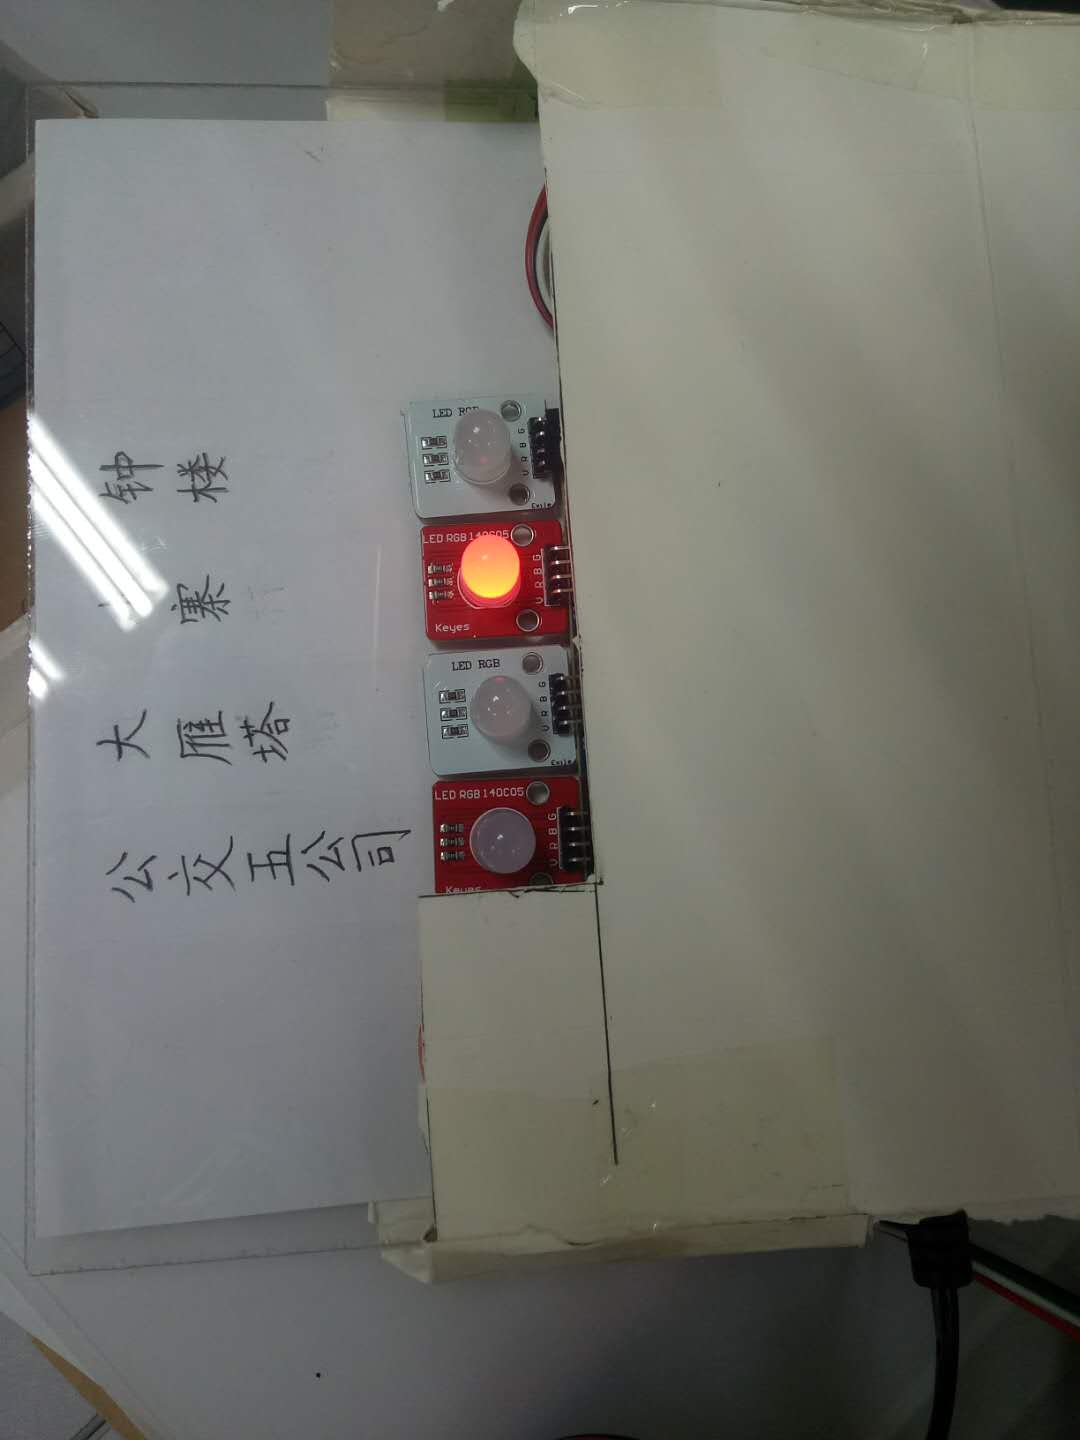 钟楼
寨
大雁塔
公交五公司
LED RGB
V R B G
LED RGB140C05
V R B G
Keyes
LED RGB
V R B G
LED RGB140C05
V R B G
Keyes